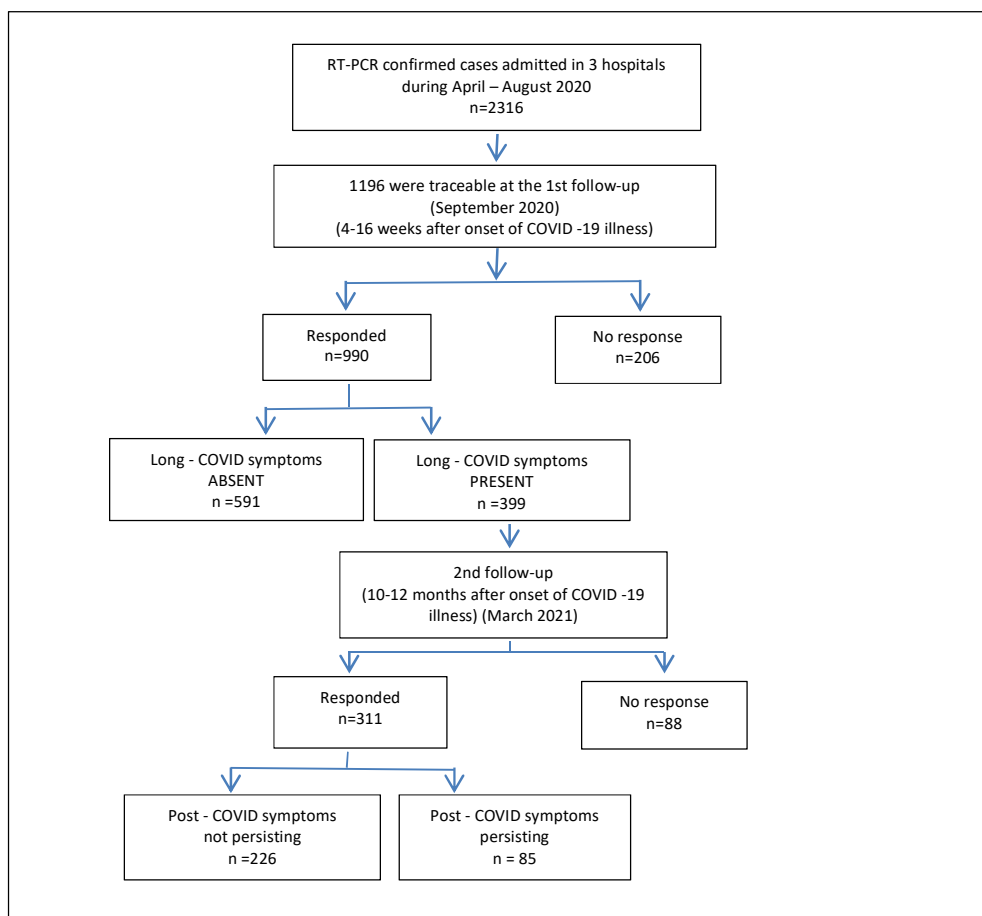 RT-PCR confirmed cases admitted in 3 hospitals
during April – August 2020
n=2316
1196 were traceable at the 1st follow-up
(September 2020)
(4-16 weeks after onset of COVID -19 illness)
Responded
n=990
No response
n=206
Long - COVID symptoms
ABSENT
n =591
Long - COVID symptoms
PRESENT
n =399
2nd follow-up
(10-12 months after onset of COVID -19
illness) (March 2021)
Responded
n=311
No response
n=88
Post - COVID symptoms
not persisting
n =226
Post - COVID symptoms
persisting
n = 85